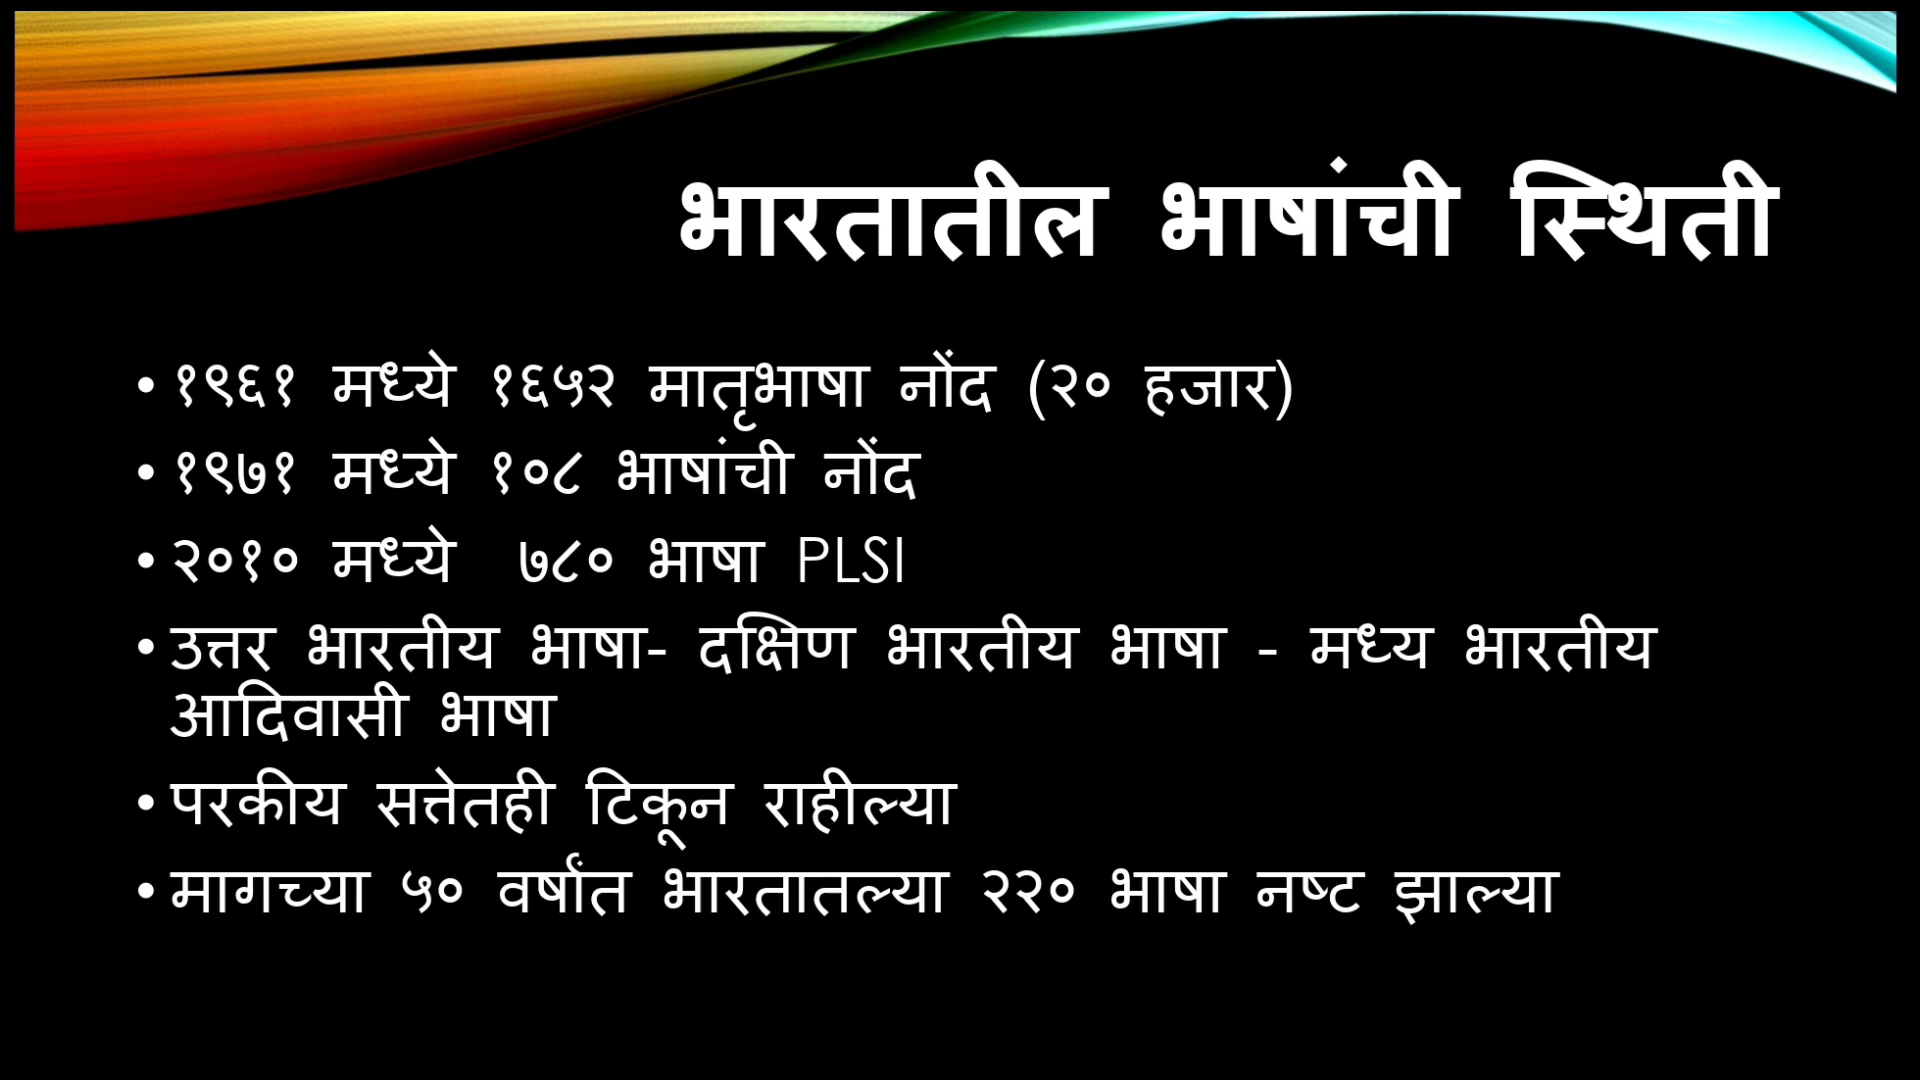 भारतातील भाषांची स्थिती
• १९६१ मध्ये १६५२ मातृभाषा नोंद (२० हजार)
• १९७१ मध्ये १०८ भाषांची नोंद
• २०१० मध्ये ७८० भाषा PLSI
• उत्तर भारतीय भाषा- दक्षिण भारतीय भाषा - मध्य भारतीय
आदिवासी भाषा
• परकीय सत्तेतही टिकून राहील्या
• मागच्या ५० वर्षांत भारतातल्या २२० भाषा नष्ट झाल्या